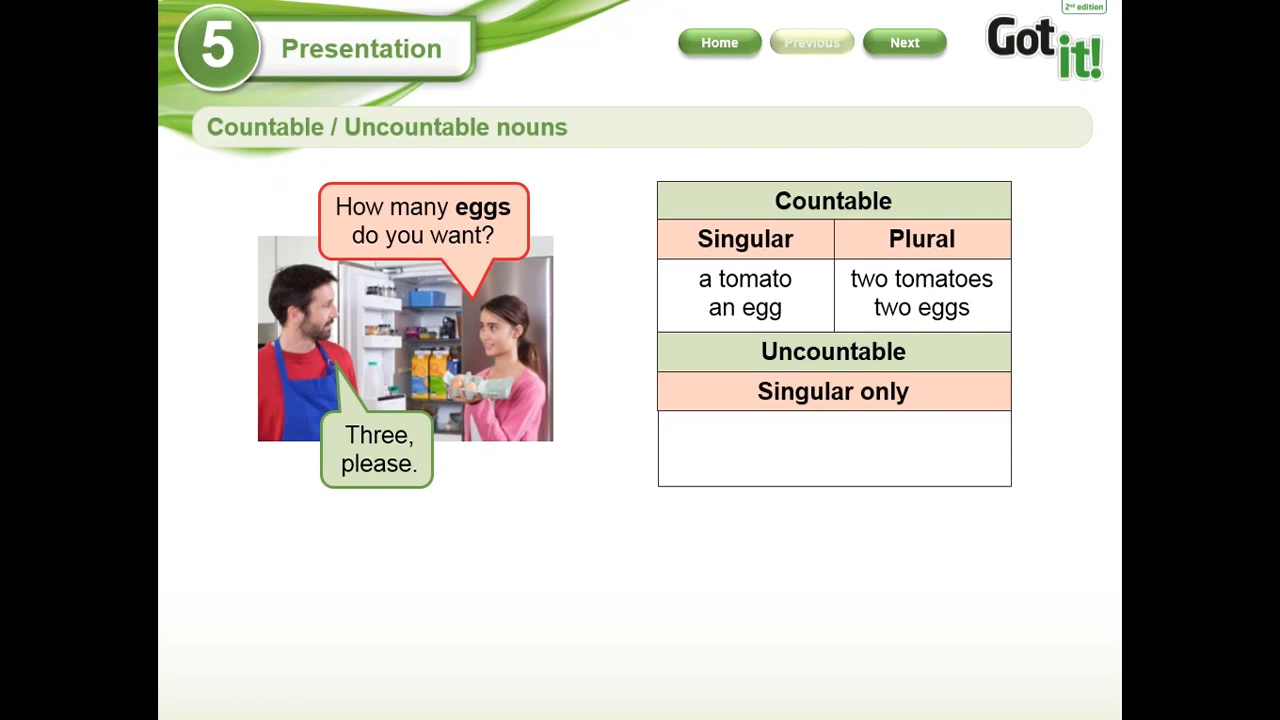 2nd edition
5
Presentation
Home
Previous
Next
Got it!
Countable / Uncountable nouns
How many eggs
do you want?
Three,
please.
Countable
Singular
Plural
a tomato
an egg
two tomatoes
two eggs
Uncountable
Singular only